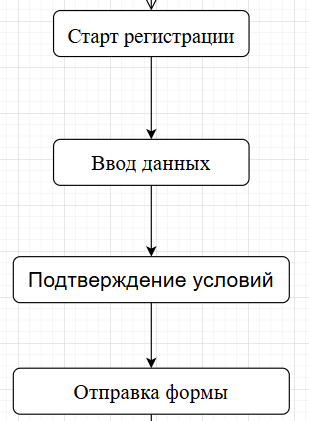 Старт регистрации
Ввод данных
Подтверждение условий
Отправка формы